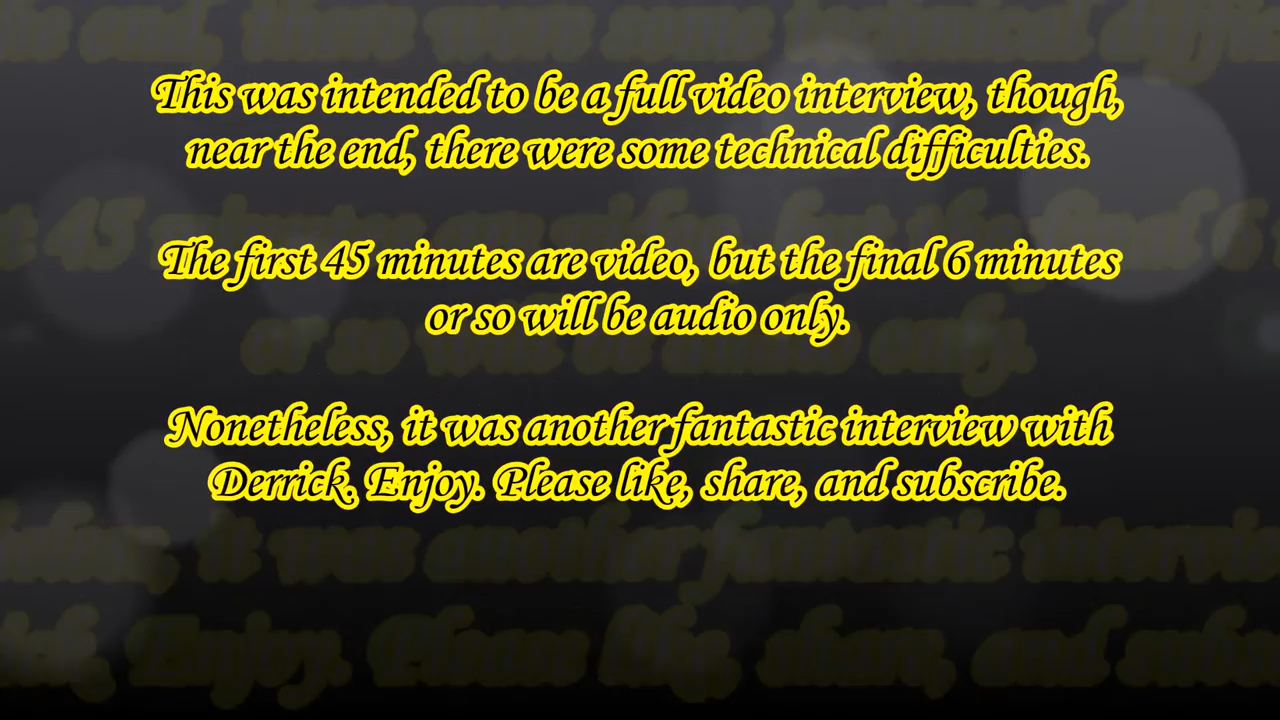 This was intended to be a full video interview, though,
near the end, there were some technical difficulties.
The first 45 minutes are video, but the final 6 minutes
or so will be audio only.
Nonetheless, it was another fantastic interview with
Derrick. Enjoy. Please like, share, and subscribe.